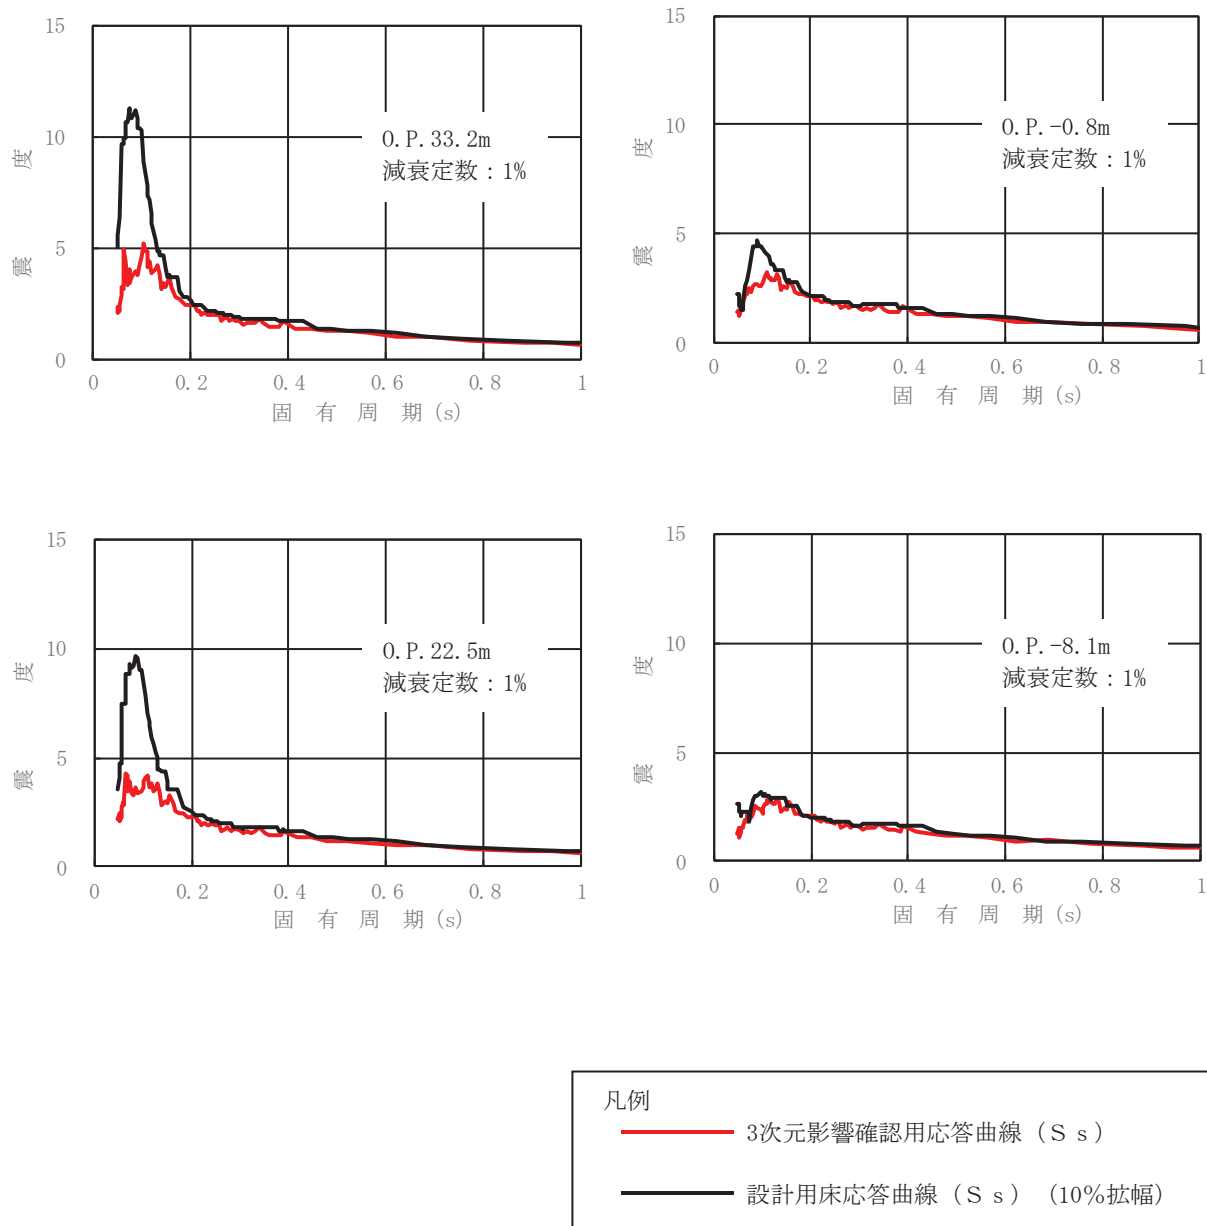 15
10
5
0
度
震
O.P.33.2m
減衰定数：1%
0 0.2 0.4 0.6 0.8 1
固 有 周 期(s)
15
10
5
0
度
震
O.P.-0.8m
減衰定数：1%
0 0.2 0.4 0.6 0.8 1
固 有 周 期(s)
15
10
5
0
度
震
O.P.22.5m
減衰定数：1%
0 0.2 0.4 0.6 0.8 1
固 有 周 期(s)
15
10
5
0
度
震
O.P.-8.1m
減衰定数：1%
0 0.2 0.4 0.6 0.8 1
固 有 周 期(s)
凡例
3次元影響確認用応答曲線（Ｓｓ）
設計用床応答曲線（Ｓｓ）（10%拡幅）